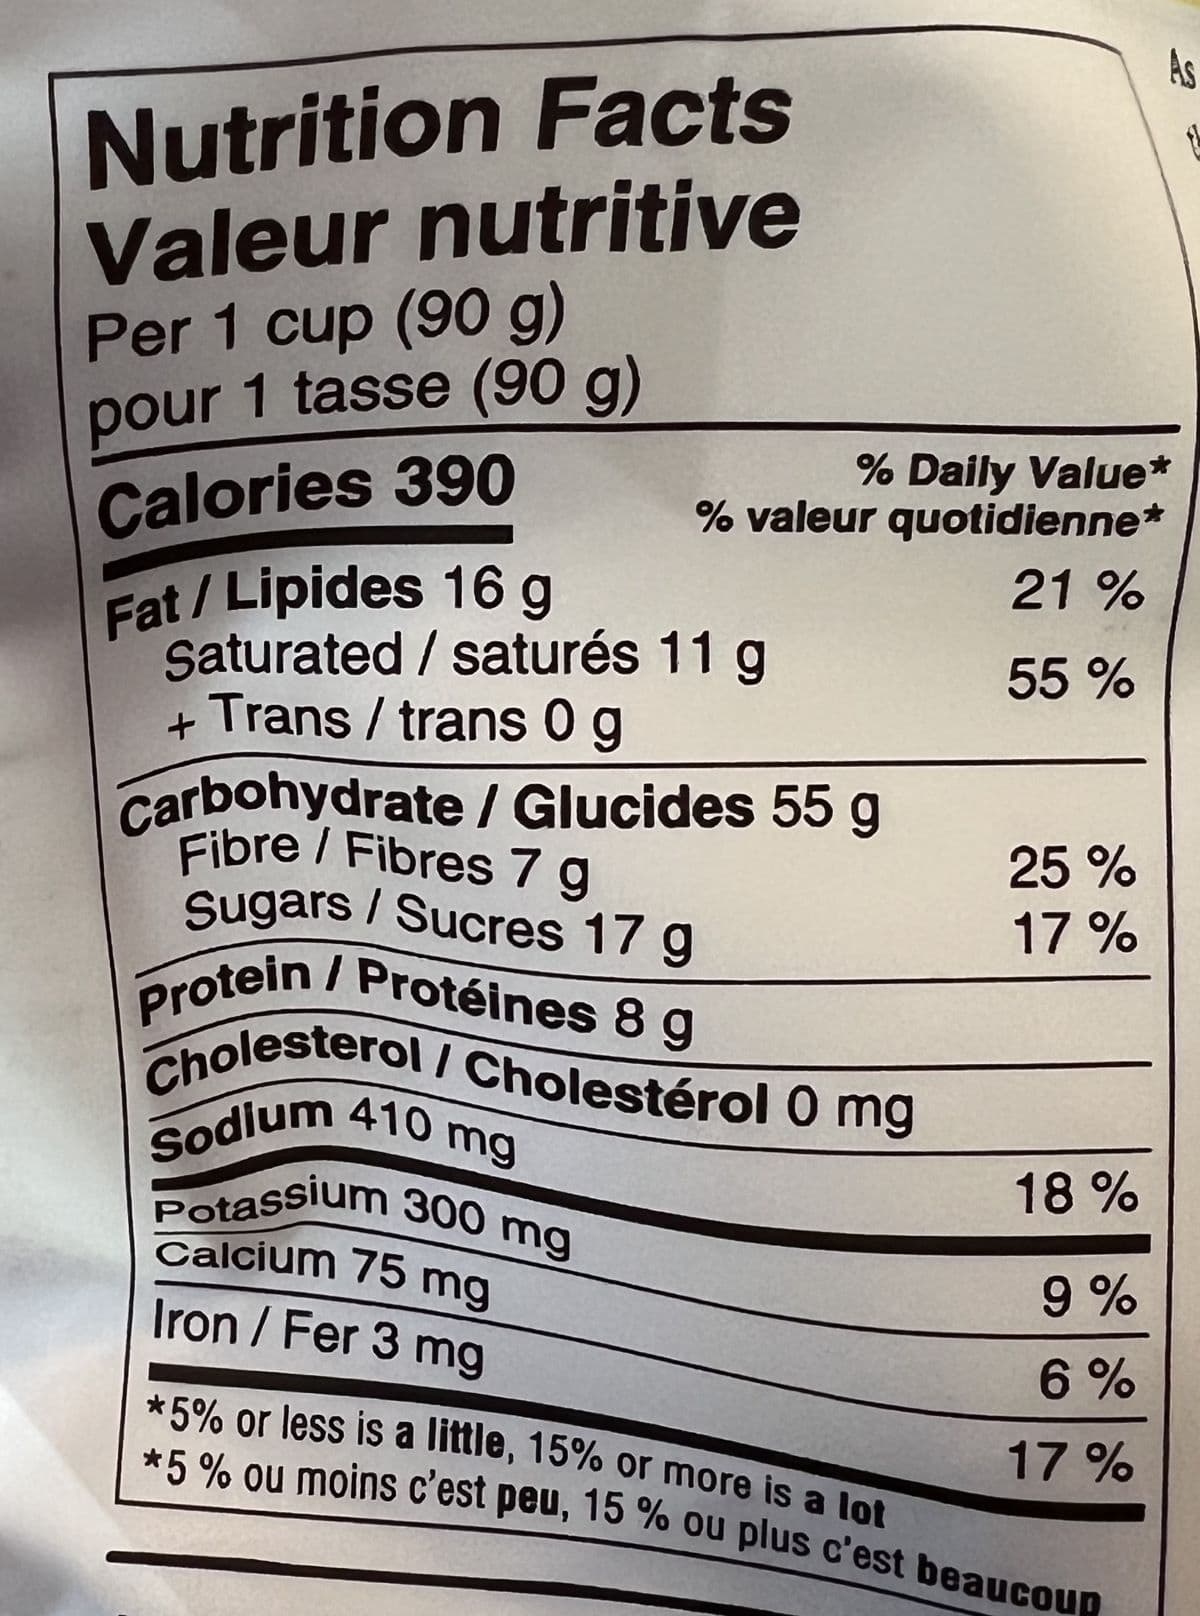 Nutrition Facts
Valeur nutritive
Per 1 cup (90 g)
pour 1 tasse (90 g)
Calories 390
% Daily Value*
% valeur quotidienne*
Fat / Lipides 16 g 21 %
Saturated / saturés 11 g 55 %
+ Trans / trans 0 g
Carbohydrate / Glucides 55 g
Fibre / Fibres 7 g 25 %
Sugars / Sucres 17 g 17 %
Protein / Protéines 8 g
Cholesterol / Cholestérol 0 mg
Sodium 410 mg 18 %
Potassium 300 mg 9 %
Calcium 75 mg 6 %
Iron / Fer 3 mg 17 %
*5% or less is a little, 15% or more is a lot
*5 % ou moins c'est peu, 15 % ou plus c'est beaucoup
As